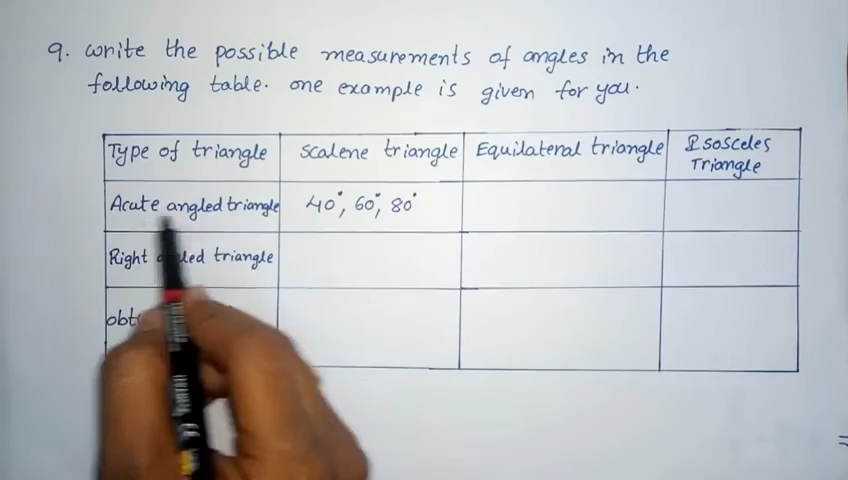 9. Write the possible measurements of angles in the
following table. one example is given for you.
Type of triangle
Scalene triangle
Equilateral triangle
Isosceles
Triangle
Acute angled triangle
40°, 60°, 80°
Right triangle